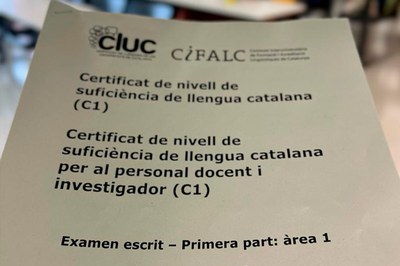 cluc
CIFALC
Certificat de nivell de
suficiència de llengua catalana
(C1)
Certificat de nivell de
suficiència de llengua catalana
per al personal docent i
investigador (C1)
Examen escrit – Primera part: àrea 1